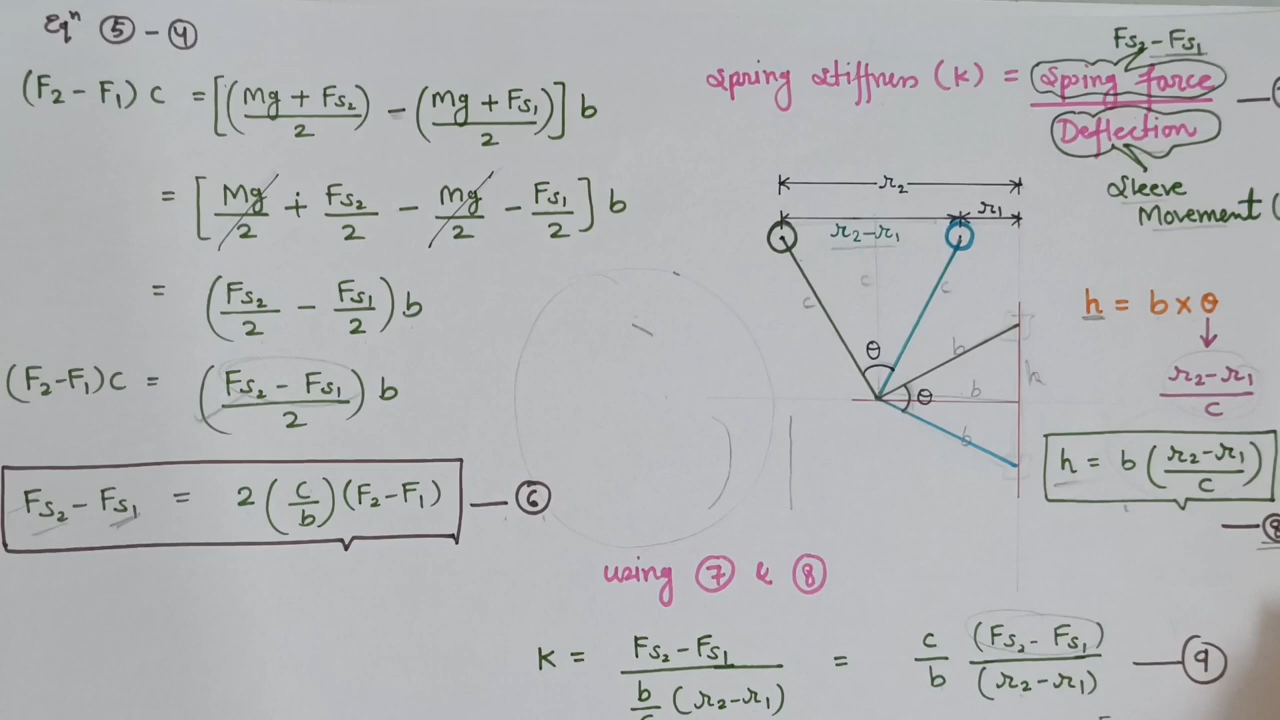 Eqⁿ ⑤ - ④
(F₂ - F₁) c = [((Mg + Fs₂)/2) - ((Mg + Fs₁)/2)] b
= [Mg/2 + Fs₂/2 - Mg/2 - Fs₁/2] b
= (Fs₂/2 - Fs₁/2) b
(F₂-F₁)c = ((Fs₂ - Fs₁)/2) b
Fs₂ - Fs₁ = 2 (c/b) (F₂ - F₁) — ⑥
Fs₂ - Fs₁
Spring stiffness (K) = Spring force
Deflection
Sleeve
Movement (
r₂
r₁
r₂-r₁
c
c
c
θ
b
θ
b
h
b
h = b × θ
(r₂-r₁)/c
h = b ((r₂-r₁)/c)
— ⑧
using ⑦ & ⑧
K = (Fs₂ - Fs₁)/((b/c) (r₂-r₁)) = (c/b) (Fs₂ - Fs₁)/(r₂-r₁) — ⑨